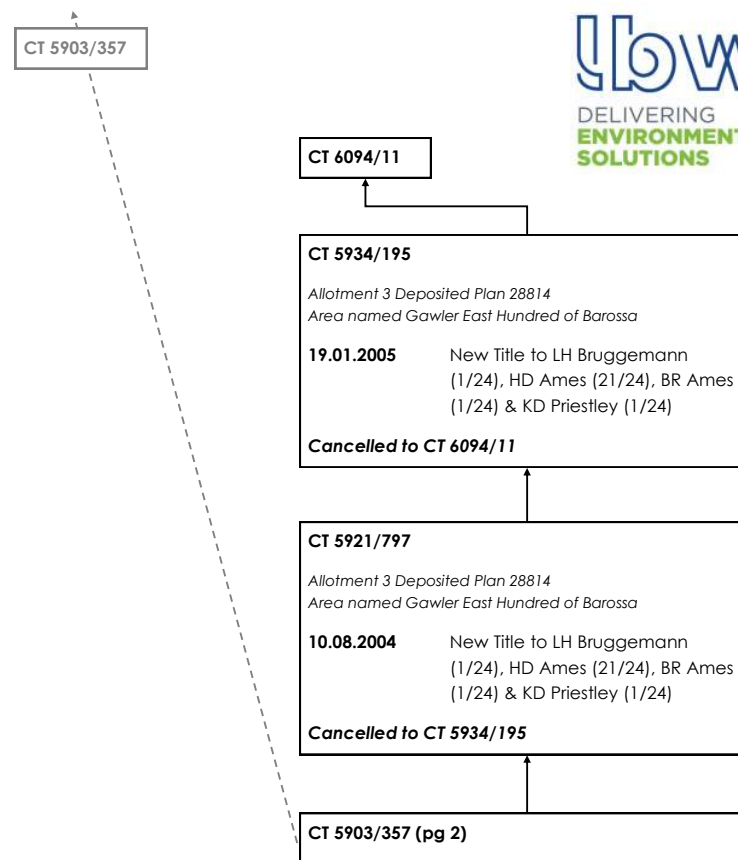 CT 5903/357
DELIVERING
SOLUTIONS
CT 6094/11
CT 5934/195
Allotment 3 Deposited Plan 28814
Area named Gawler East Hundred of Barossa
19.01.2005 New Title to LH Bruggemann
(1/24), HD Ames (21/24), BR Ames
(1/24) & KD Priestley (1/24)
Cancelled to CT 6094/11
CT 5921/797
Allotment 3 Deposited Plan 28814
Area named Gawler East Hundred of Barossa
10.08.2004 New Title to LH Bruggemann
(1/24), HD Ames (21/24), BR Ames
(1/24) & KD Priestley (1/24)
Cancelled to CT 5934/195
CT 5903/357 (pg 2)